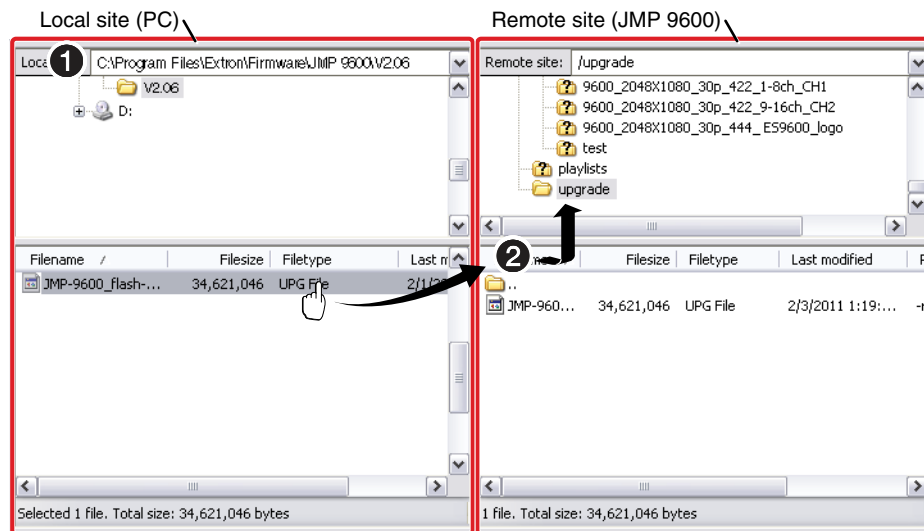 Local site (PC)
Remote site (JMP 9600)
1 C:\Program Files\Extron\Firmware\JMP 9600\V2.06
V2.06
D:
Filename / Filesize Filetype
JMP-9600_flash-... 34,621,046 UPG File
Selected 1 file. Total size: 34,621,046 bytes
Remote site: /upgrade
9600_2048X1080_30p_422_1-8ch_CH1
9600_2048X1080_30p_422_9-16ch_CH2
9600_2048X1080_30p_444_ ES9600_logo
test
playlists
upgrade
2 Filesize Filetype Last modified
..
JMP-960... 34,621,046 UPG File 2/3/2011 1:19:...
1 file. Total size: 34,621,046 bytes